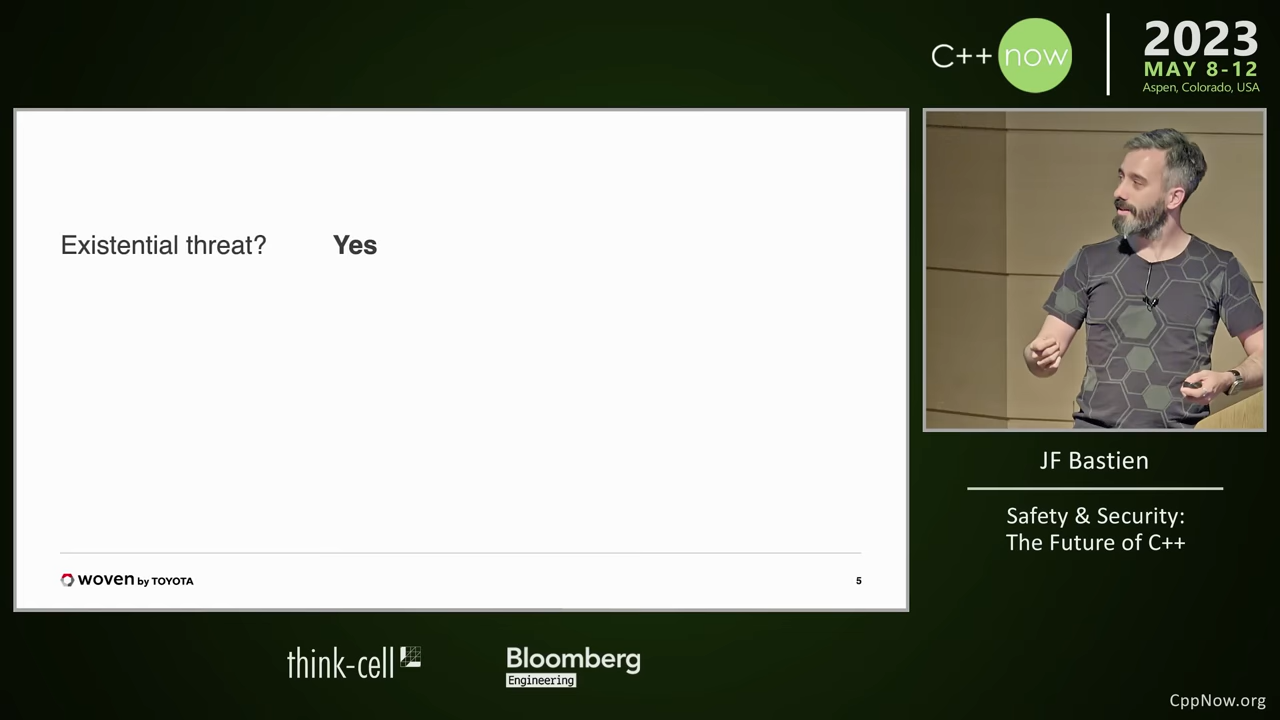 C++ now
2023
MAY 8-12
Aspen, Colorado, USA
Existential threat? Yes
woven by TOYOTA
5
JF Bastien
Safety & Security:
The Future of C++
think-cell
Bloomberg
Engineering
CppNow.org